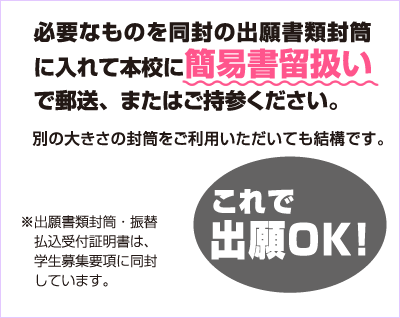 必要なものを同封の出願書類封筒
に入れて本校に簡易書留扱い
で郵送、またはご持参ください。
別の大きさの封筒をご利用いただいても結構です。
※出願書類封筒・振替
払込受付証明書は、
学生募集要項に同封
しています。
これで
出願OK!